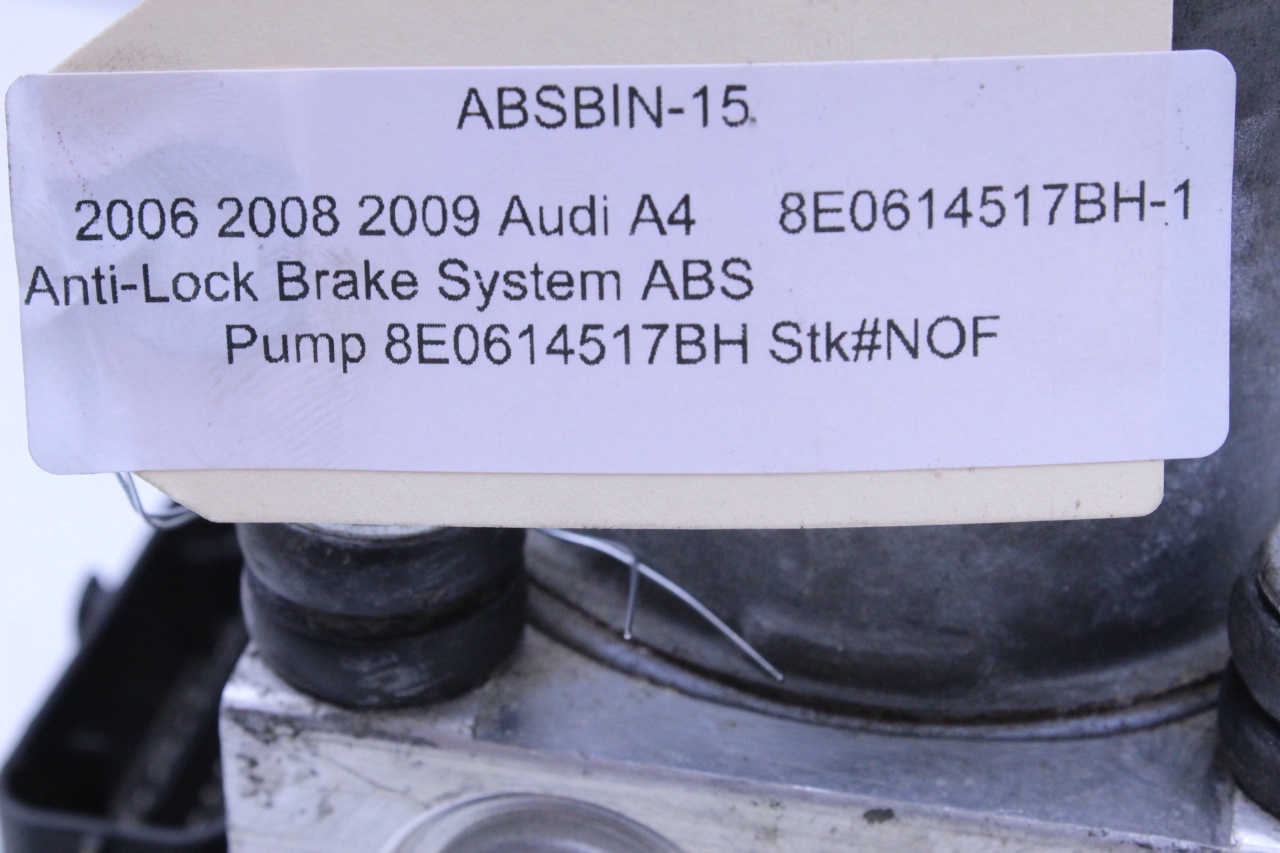 ABSBIN-15
2006 2008 2009 Audi A4 8E0614517BH-1
Anti-Lock Brake System ABS
Pump 8E0614517BH Stk#NOF